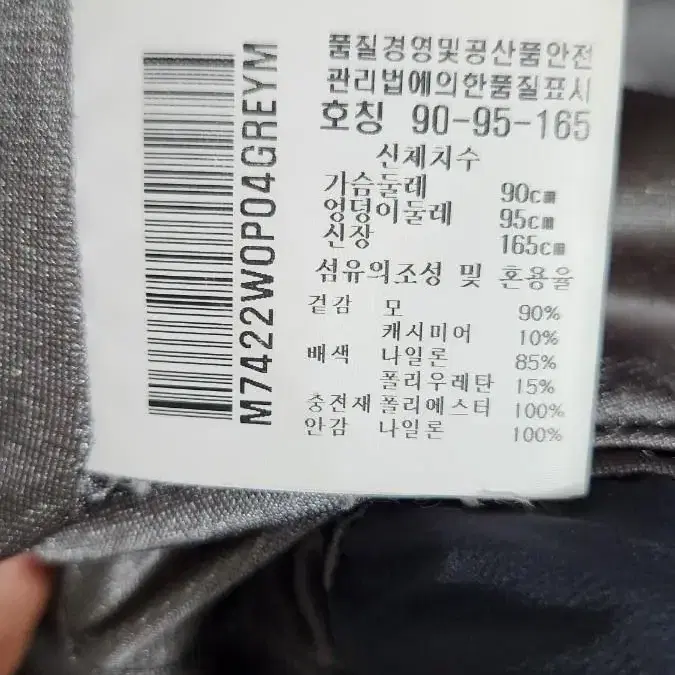 품질경영및공산품안전
관리법에의한품질표시
호칭 90-95-165
신체치수
가슴둘레 90cm
엉덩이둘레 95cm
신장 165cm
섬유의조성 및 혼용율
겉감 모 90%
캐시미어 10%
배색 나일론 85%
폴리우레탄 15%
충전재 폴리에스터 100%
안감 나일론 100%
M7422WOP04GREYM